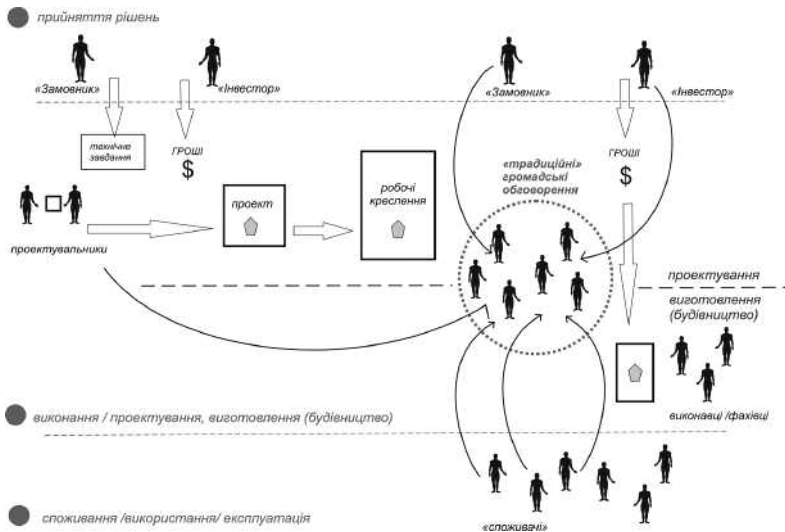 прийняття рішень
«Замовник»
«Інвестор»
«Замовник»
«Інвестор»
технічне
завдання
ГРОШІ
$
«традиційні»
громадські
обговорення
ГРОШІ
$
проект
робочі
креслення
проектувальники
проектування
виготовлення
(будівництво)
виконавці /фахівці
виконання / проектування, виготовлення (будівництво)
споживання /використання/ експлуатація
«споживачі»